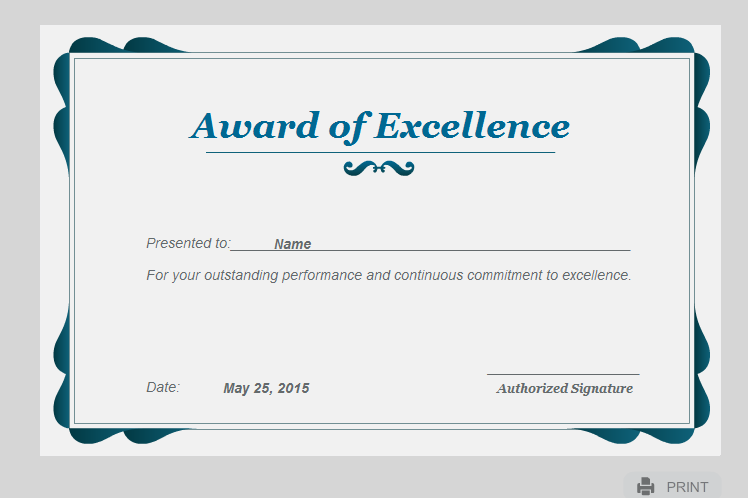 Award of Excellence
Presented to: Name
For your outstanding performance and continuous commitment to excellence.
Date: May 25, 2015
Authorized Signature
PRINT